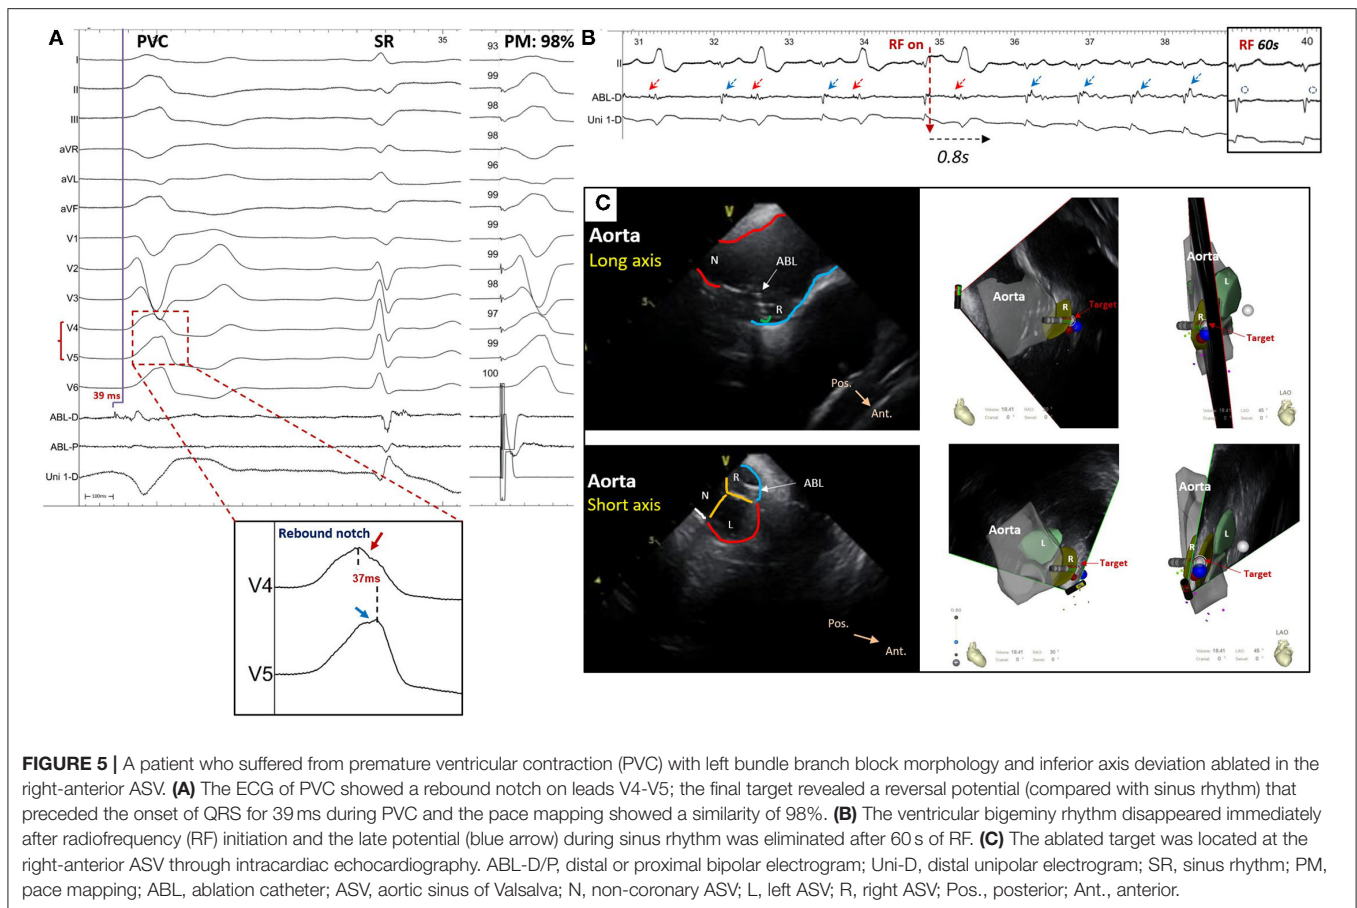 A
PVC
SR
35
PM: 98%
I
93
II
99
III
98
aVR
98
aVL
96
aVF
99
V1
99
V2
99
V3
98
V4
97
V5
99
V6
100
39 ms
ABL-D
ABL-P
Uni 1-D
100ms
Rebound notch
V4
37ms
V5
B
31
32
33
34
RF on
35
36
37
38
RF 60s
40
II
ABL-D
Uni 1-D
0.8s
C
Aorta
Long axis
V
N
ABL
R
5
Pos.
Ant.
Aorta
R
Target
Aorta
L
R
Target
LAO
Aorta
Short axis
V
N
R
ABL
L
5
Pos.
Ant.
Aorta
L
R
Target
Aorta
R
L
Target
LAO
FIGURE 5 | A patient who suffered from premature ventricular contraction (PVC) with left bundle branch block morphology and inferior axis deviation ablated in the
right-anterior ASV. (A) The ECG of PVC showed a rebound notch on leads V4-V5; the final target revealed a reversal potential (compared with sinus rhythm) that
preceded the onset of QRS for 39 ms during PVC and the pace mapping showed a similarity of 98%. (B) The ventricular bigeminy rhythm disappeared immediately
after radiofrequency (RF) initiation and the late potential (blue arrow) during sinus rhythm was eliminated after 60 s of RF. (C) The ablated target was located at the
right-anterior ASV through intracardiac echocardiography. ABL-D/P, distal or proximal bipolar electrogram; Uni-D, distal unipolar electrogram; SR, sinus rhythm; PM,
pace mapping; ABL, ablation catheter; ASV, aortic sinus of Valsalva; N, non-coronary ASV; L, left ASV; R, right ASV; Pos., posterior; Ant., anterior.